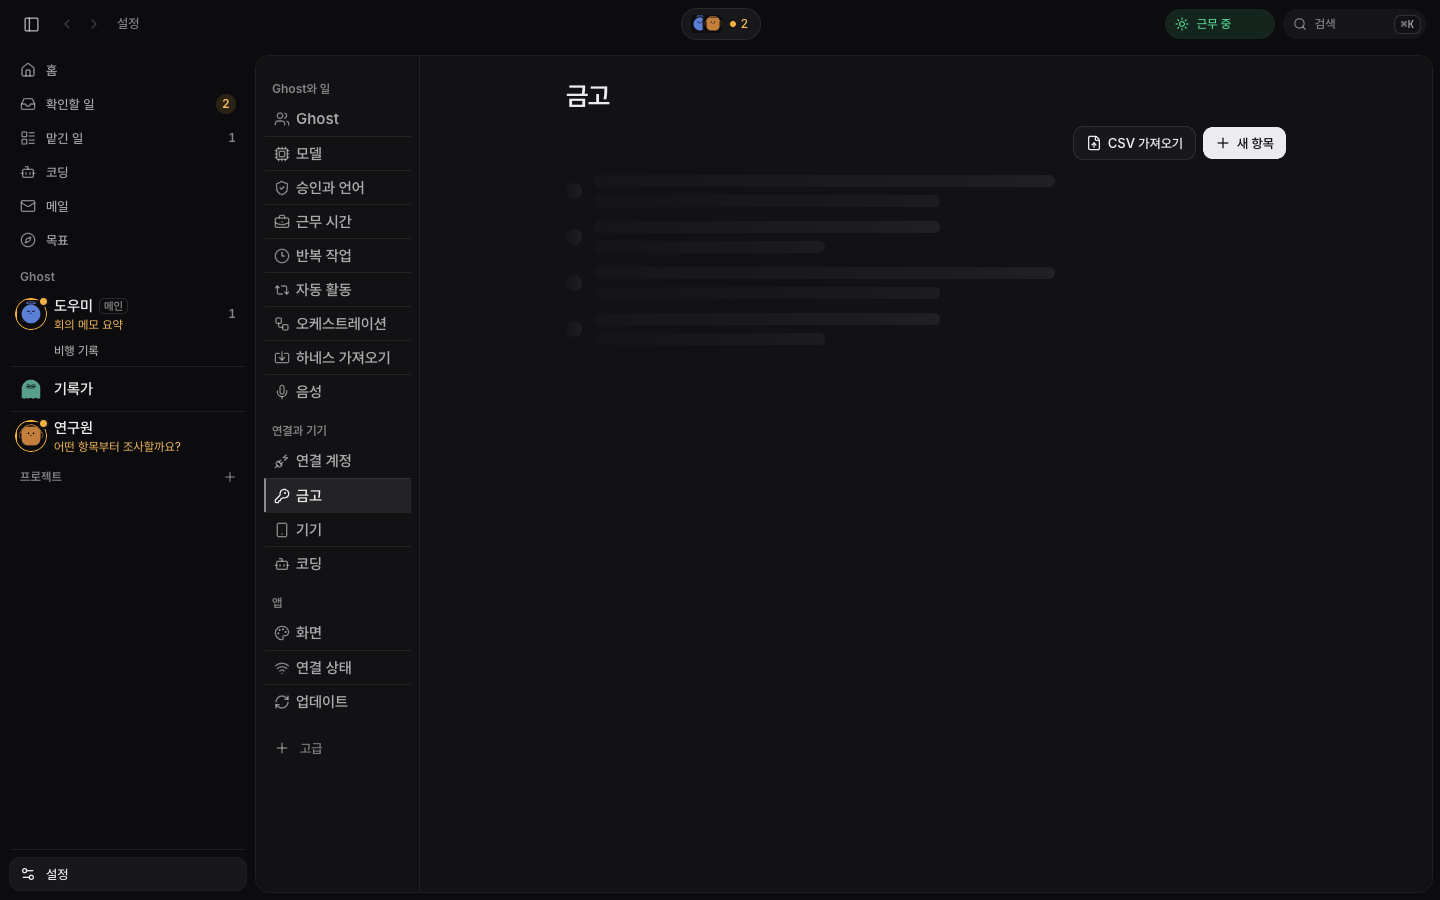 설정
2
근무 중
검색
⌘K
홈
확인할 일
2
맡긴 일
1
코딩
메일
목표
Ghost
도우미
메인
회의 메모 요약
1
비행 기록
기록가
연구원
어떤 항목부터 조사할까요?
프로젝트
설정
Ghost와 일
Ghost
모델
승인과 언어
근무 시간
반복 작업
자동 활동
오케스트레이션
하네스 가져오기
음성
연결과 기기
연결 계정
금고
기기
코딩
앱
화면
연결 상태
업데이트
고급
금고
CSV 가져오기
새 항목